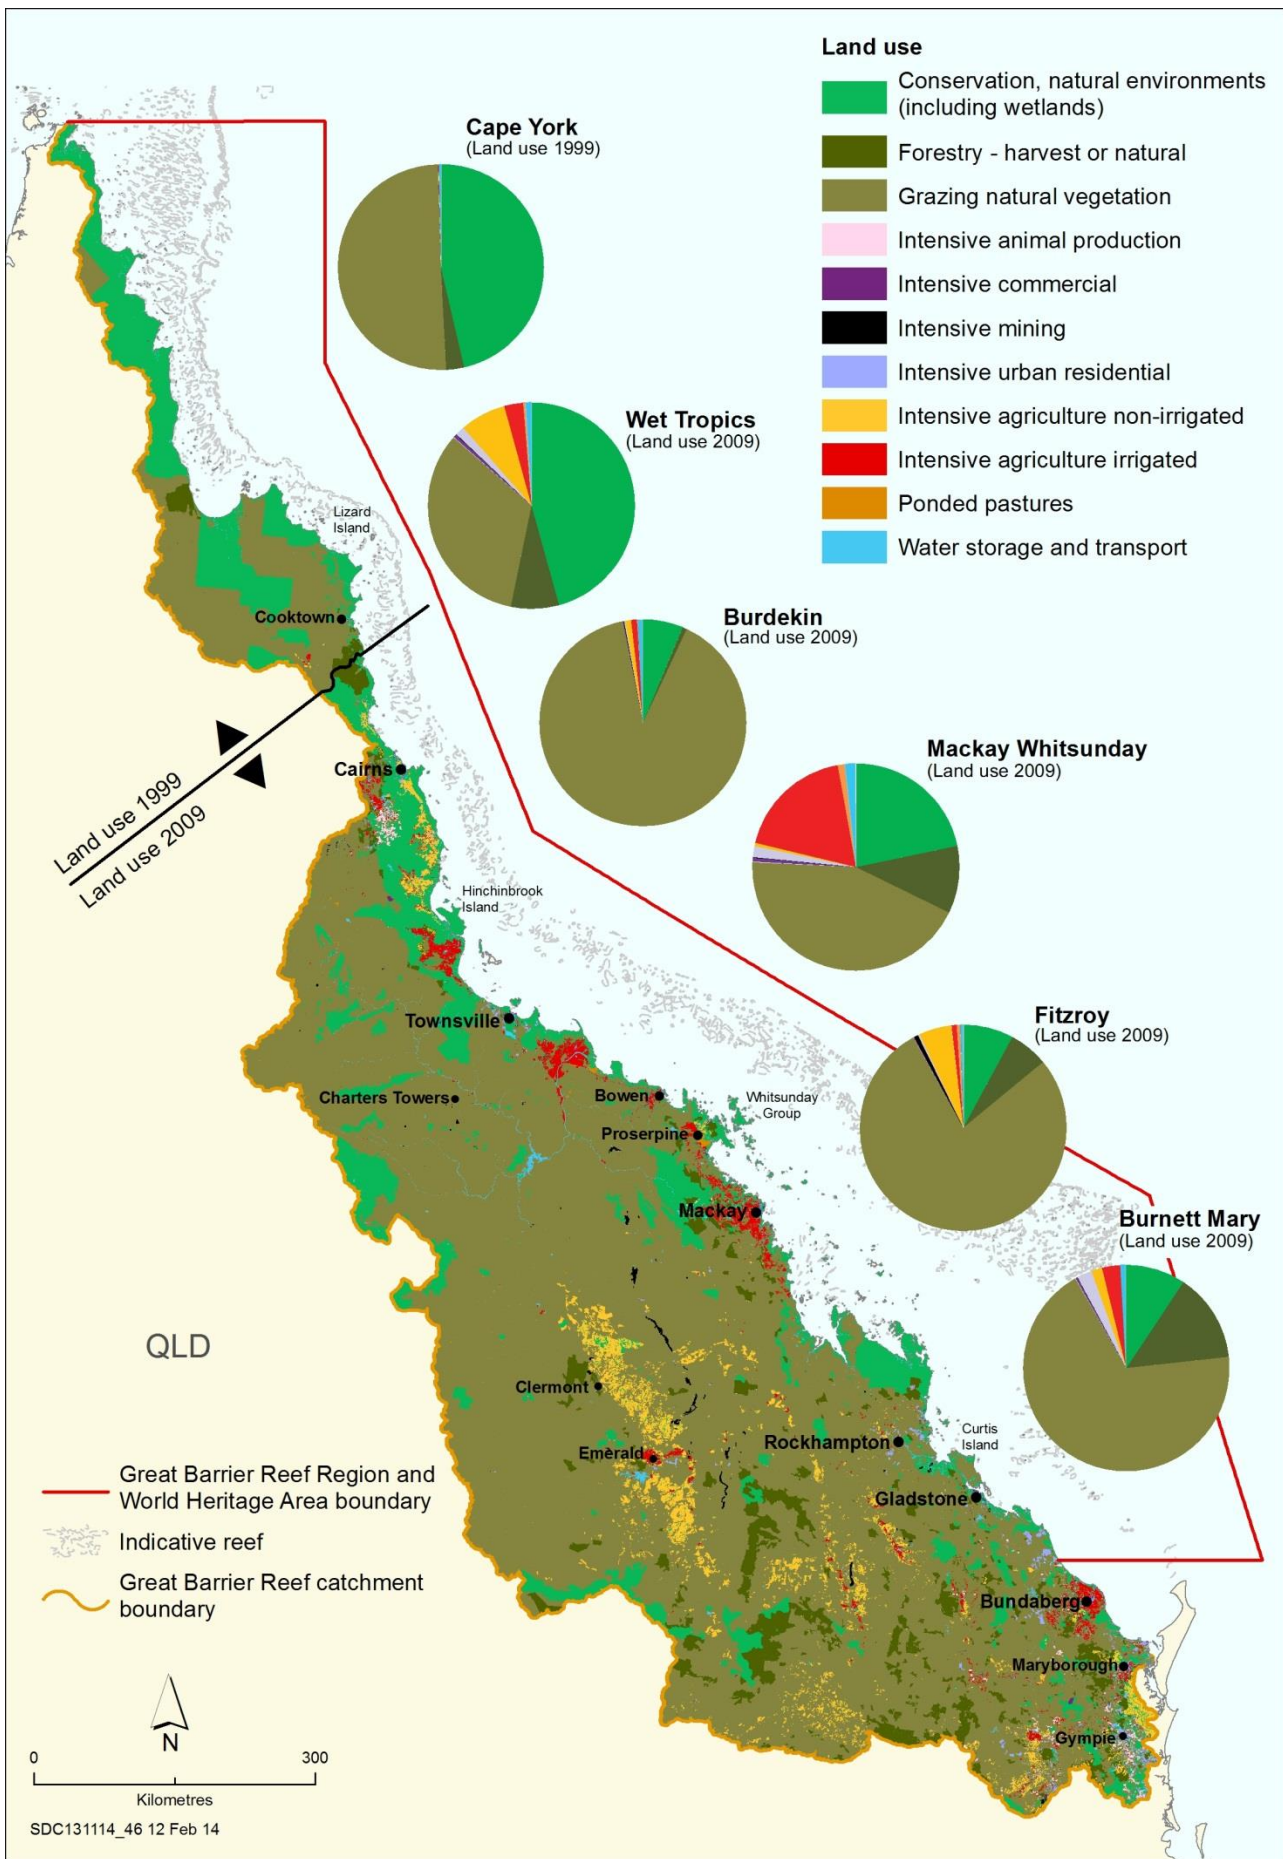 Land use
Conservation, natural environments
(including wetlands)
Forestry - harvest or natural
Grazing natural vegetation
Intensive animal production
Intensive commercial
Intensive mining
Intensive urban residential
Intensive agriculture non-irrigated
Intensive agriculture irrigated
Ponded pastures
Water storage and transport
Cape York
(Land use 1999)
Wet Tropics
(Land use 2009)
Lizard
Island
Cooktown
Burdekin
(Land use 2009)
Land use 1999
Land use 2009
Cairns
Mackay Whitsunday
(Land use 2009)
Hinchinbrook
Island
Townsville
Fitzroy
(Land use 2009)
Charters Towers
Bowen
Whitsunday
Group
Proserpine
Mackay
Burnett Mary
(Land use 2009)
QLD
Clermont
Emerald
Rockhampton
Curtis
Island
Gladstone
Great Barrier Reef Region and
World Heritage Area boundary
Indicative reef
Great Barrier Reef catchment
boundary
Bundaberg
Maryborough
Gympie
N
0 300
Kilometres
SDC131114_46 12 Feb 14